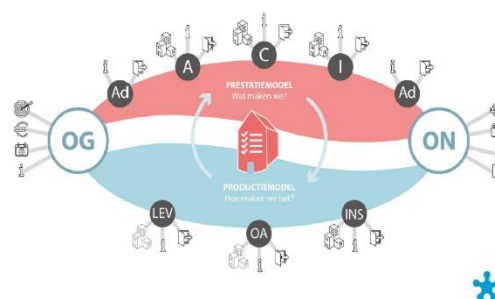 A
C
I
Ad
Ad
PRESTATIEMODEL
Wat maken we?
OG
ON
PRODUCTIEMODEL
Hoe maken we het?
LEV
OA
INS